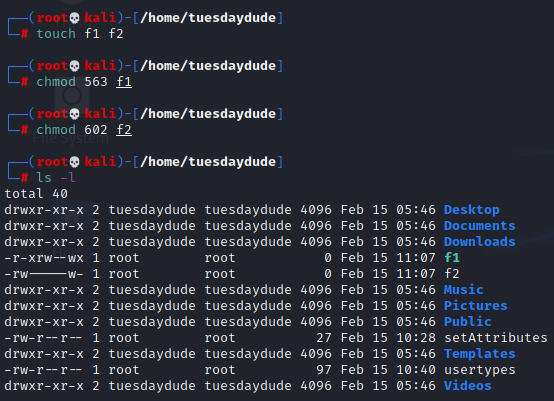 ┌──(root💀kali)-[/home/tuesdaydude]
└─# touch f1 f2
┌──(root💀kali)-[/home/tuesdaydude]
└─# chmod 563 f1
┌──(root💀kali)-[/home/tuesdaydude]
└─# chmod 602 f2
┌──(root💀kali)-[/home/tuesdaydude]
└─# ls -l
total 40
drwxr-xr-x 2 tuesdaydude tuesdaydude 4096 Feb 15 05:46 Desktop
drwxr-xr-x 2 tuesdaydude tuesdaydude 4096 Feb 15 05:46 Documents
drwxr-xr-x 2 tuesdaydude tuesdaydude 4096 Feb 15 05:46 Downloads
-r-xrw--wx 1 root        root           0 Feb 15 11:07 f1
-rw-----w- 1 root        root           0 Feb 15 11:07 f2
drwxr-xr-x 2 tuesdaydude tuesdaydude 4096 Feb 15 05:46 Music
drwxr-xr-x 2 tuesdaydude tuesdaydude 4096 Feb 15 05:46 Pictures
drwxr-xr-x 2 tuesdaydude tuesdaydude 4096 Feb 15 05:46 Public
-rw-r--r-- 1 root        root          27 Feb 15 10:28 setAttributes
drwxr-xr-x 2 tuesdaydude tuesdaydude 4096 Feb 15 05:46 Templates
-rw-r--r-- 1 root        root          97 Feb 15 10:40 usertypes
drwxr-xr-x 2 tuesdaydude tuesdaydude 4096 Feb 15 05:46 Videos
File System